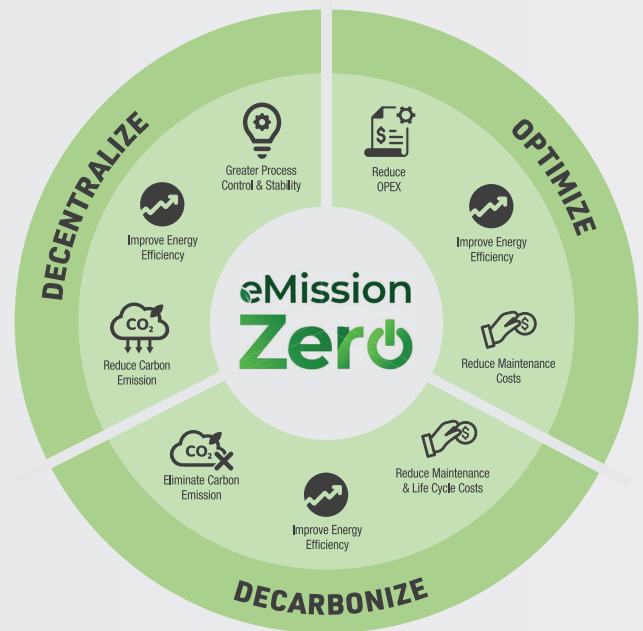 DECENTRALIZE
Greater Process
Control & Stability
Improve Energy
Efficiency
CO₂
Reduce Carbon
Emission
OPTIMIZE
$
Reduce
OPEX
Improve Energy
Efficiency
$
Reduce Maintenance
Costs
eMission
Zero
CO₂
Eliminate Carbon
Emission
Improve Energy
Efficiency
$
Reduce Maintenance
& Life Cycle Costs
DECARBONIZE